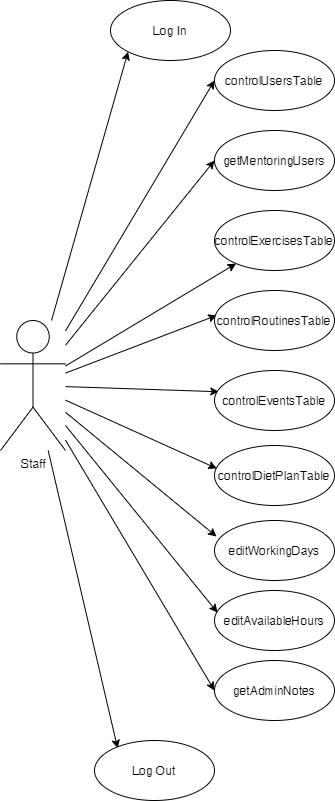 Log In
controlUsersTable
getMentoringUsers
controlExercisesTable
controlRoutinesTable
controlEventsTable
Staff
controlDietPlanTable
editWorkingDays
editAvailableHours
getAdminNotes
Log Out